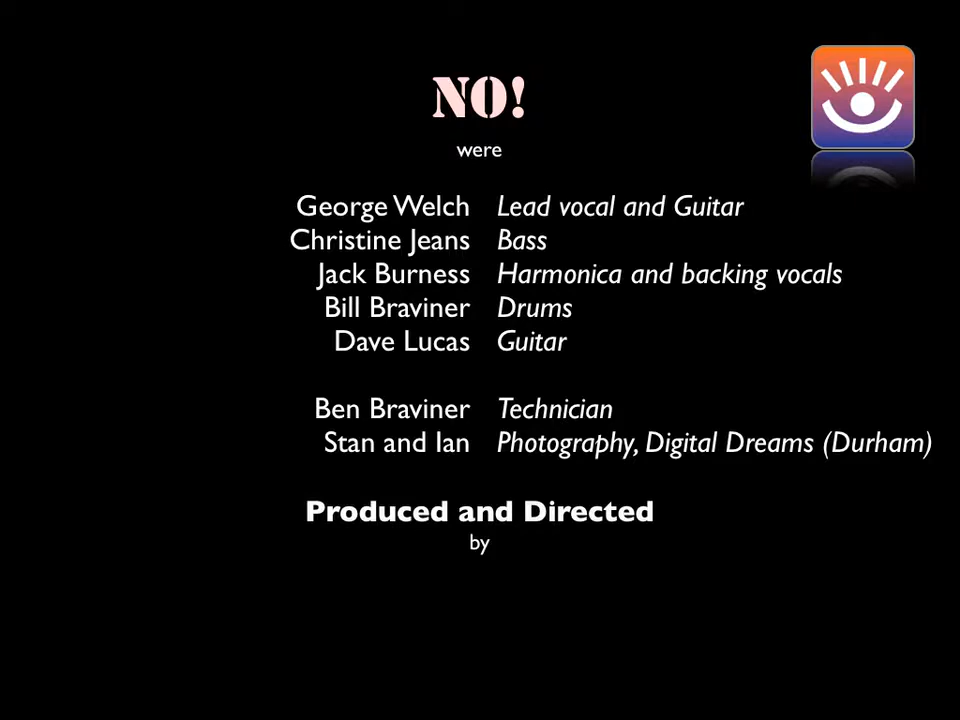 NO!
were
George Welch Lead vocal and Guitar
Christine Jeans Bass
Jack Burness Harmonica and backing vocals
Bill Braviner Drums
Dave Lucas Guitar
Ben Braviner Technician
Stan and Ian Photography, Digital Dreams (Durham)
Produced and Directed
by